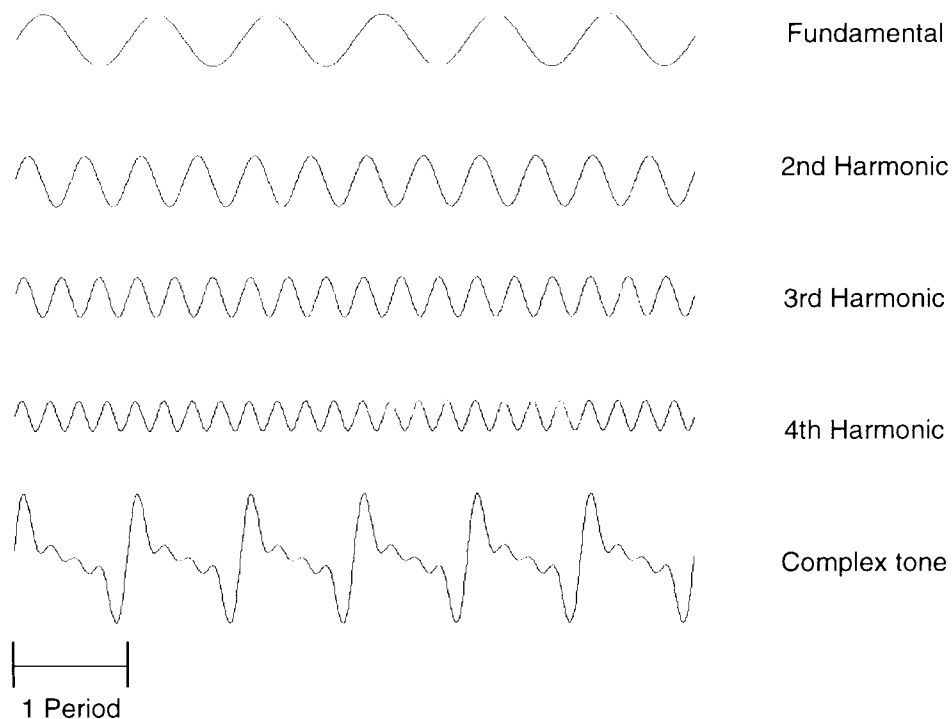 Fundamental
2nd Harmonic
3rd Harmonic
4th Harmonic
Complex tone
1 Period